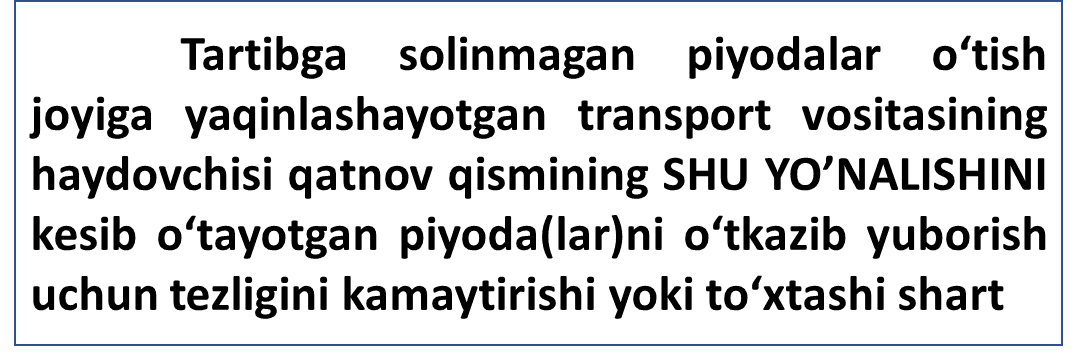 Tartibga solinmagan piyodalar o‘tish
joyiga yaqinlashayotgan transport vositasining
haydovchisi qatnov qismining SHU YO’NALISHINI
kesib o‘tayotgan piyoda(lar)ni o‘tkazib yuborish
uchun tezligini kamaytirishi yoki to‘xtashi shart